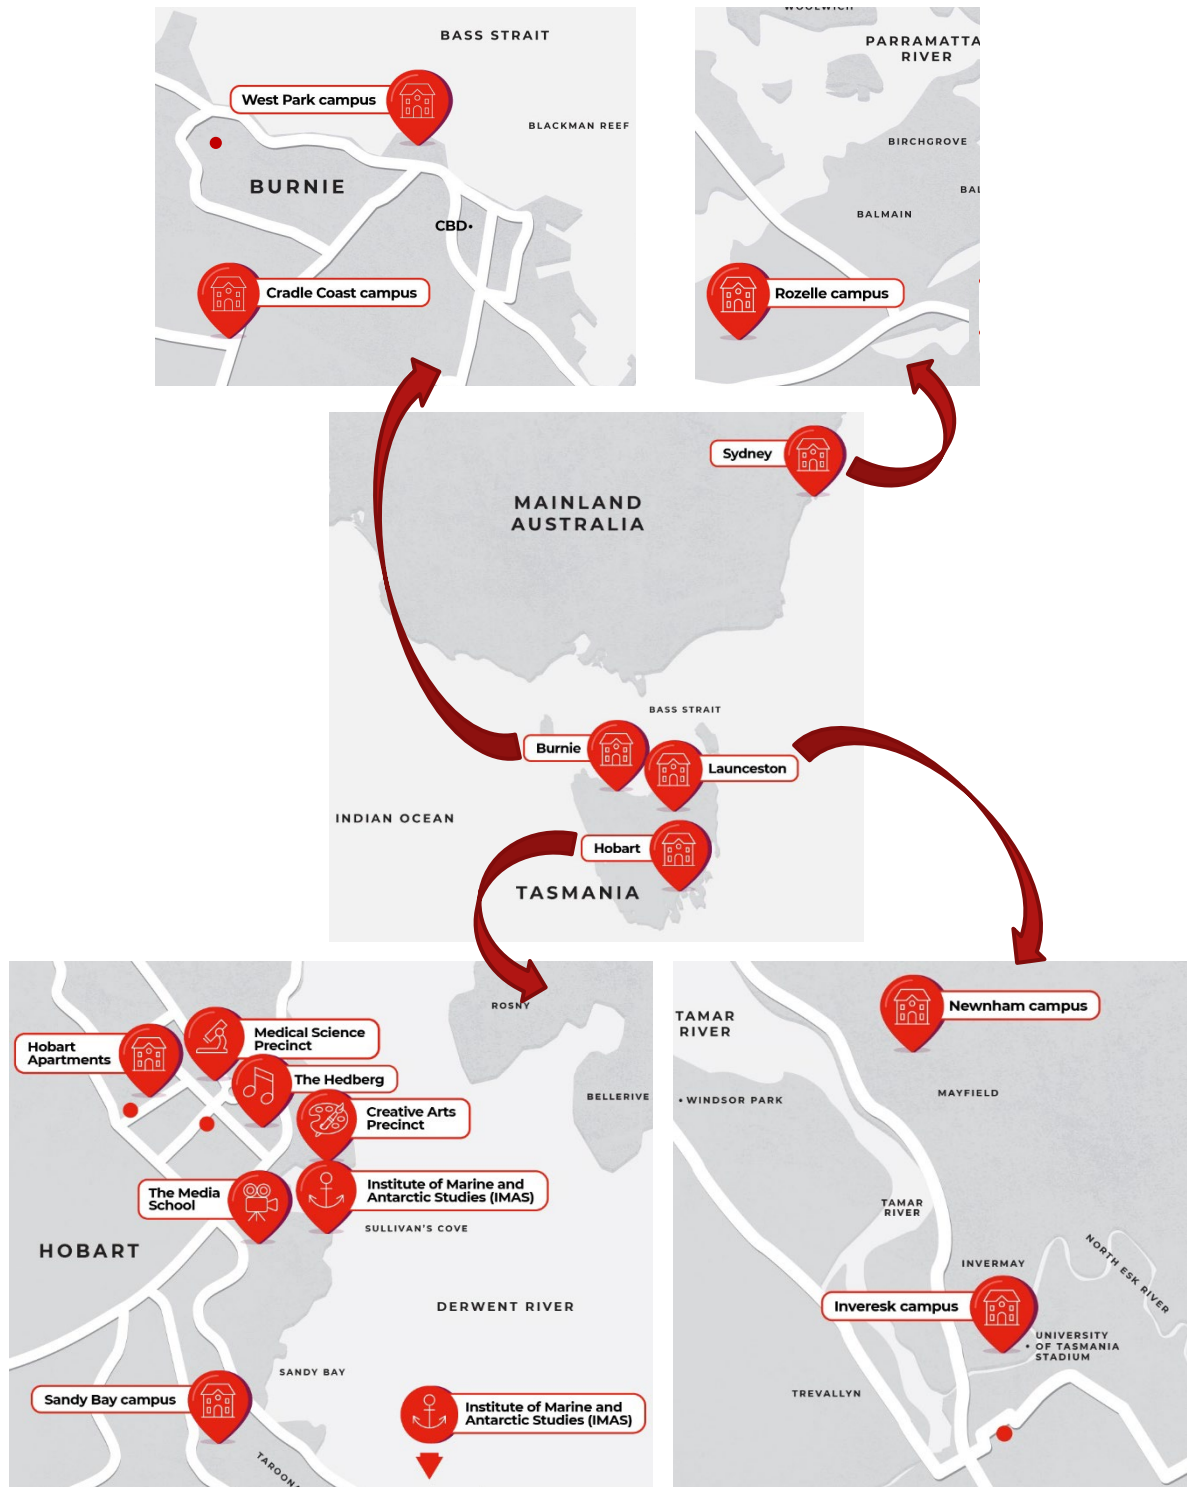 BASS STRAIT
West Park campus
BLACKMAN REEF
BURNIE
CBD
Cradle Coast campus
WOOLWICH
PARRAMATTA
RIVER
BIRCHGROVE
BAL
BALMAIN
Rozelle campus
Sydney
MAINLAND
AUSTRALIA
BASS STRAIT
Burnie
Launceston
INDIAN OCEAN
Hobart
TASMANIA
ROSNY
Hobart
Apartments
Medical Science
Precinct
The Hedberg
BELLERIVE
Creative Arts
Precinct
The Media
School
Institute of Marine and
Antarctic Studies (IMAS)
SULLIVAN'S COVE
HOBART
DERWENT RIVER
SANDY BAY
Sandy Bay campus
Institute of Marine and
Antarctic Studies (IMAS)
TAROONA
Newnham campus
TAMAR
RIVER
WINDSOR PARK
MAYFIELD
TAMAR
RIVER
NORTH ESK RIVER
INVERMAY
Inveresk campus
UNIVERSITY
OF TASMANIA
STADIUM
TREVALLYN